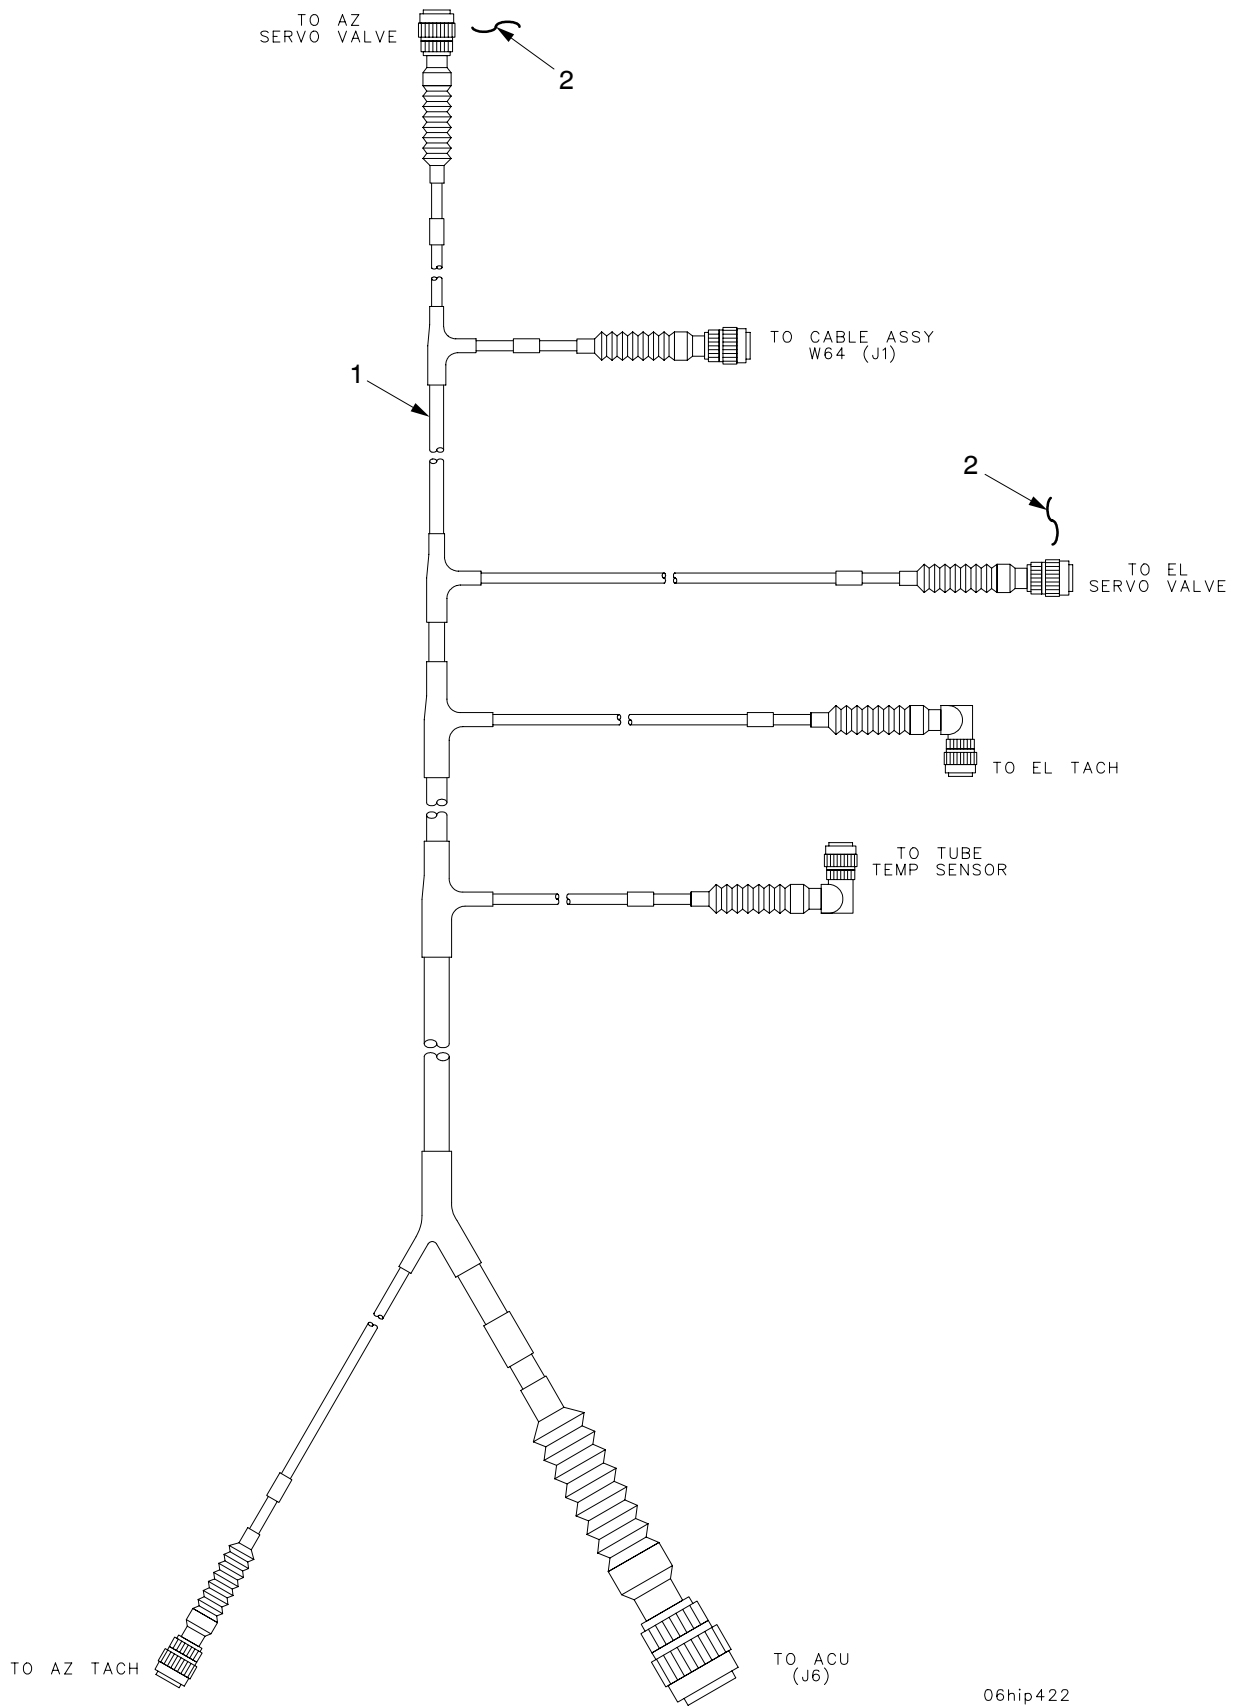 TO AZ
SERVO VALVE
2
TO CABLE ASSY
W64 (J1)
1
2
TO EL
SERVO VALVE
TO EL TACH
TO TUBE
TEMP SENSOR
TO AZ TACH
TO ACU
(J6)
06hip422